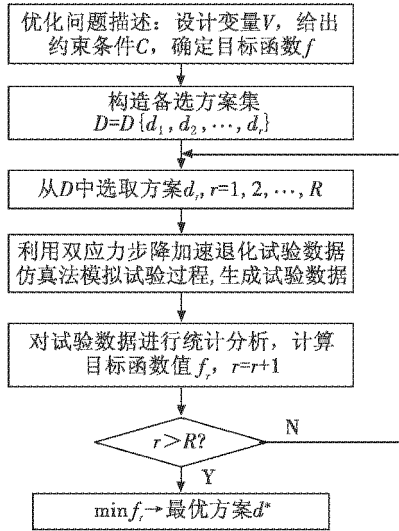 优化问题描述：设计变量V，给出
约束条件C，确定目标函数f
构造备选方案集
D=D{d₁, d₂, …, dᵣ}
从D中选取方案dᵣ, r=1, 2, …, R
利用双应力步降加速退化试验数据
仿真法模拟试验过程,生成试验数据
对试验数据进行统计分析，计算
目标函数值fᵣ，r=r+1
r＞R?
N
Y
minfᵣ→最优方案d*